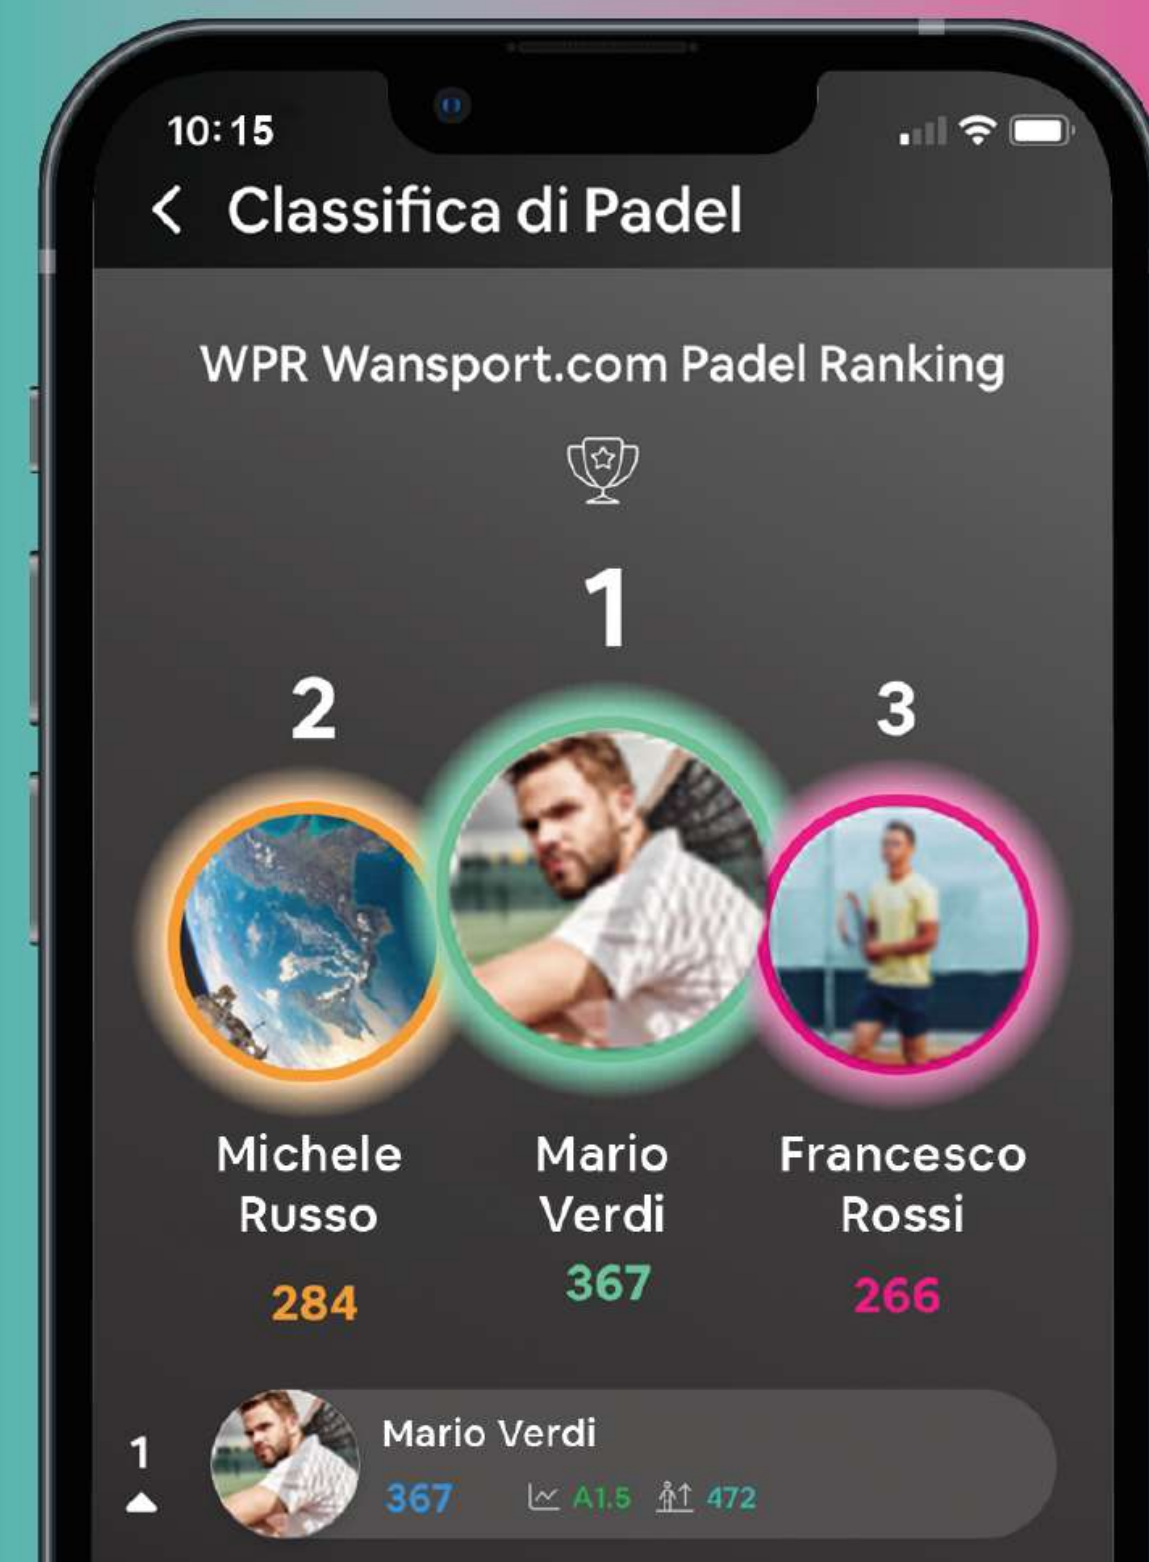 10:15
Classifica di Padel
WPR Wansport.com Padel Ranking
1
2
3
Michele
Russo
284
Mario
Verdi
367
Francesco
Rossi
266
1
Mario Verdi
367 A1.5 472